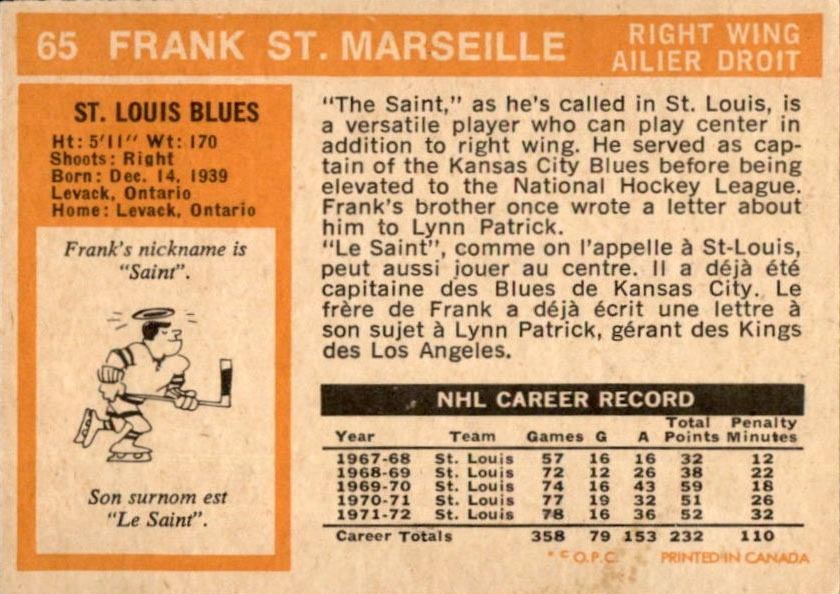 65 FRANK ST. MARSEILLE
RIGHT WING
AILIER DROIT
ST. LOUIS BLUES
Ht: 5'11'' Wt: 170
Shoots: Right
Born: Dec. 14, 1939
Levack, Ontario
Home: Levack, Ontario
Frank's nickname is
"Saint".
Son surnom est
"Le Saint".
"The Saint," as he's called in St. Louis, is
a versatile player who can play center in
addition to right wing. He served as cap-
tain of the Kansas City Blues before being
elevated to the National Hockey League.
Frank's brother once wrote a letter about
him to Lynn Patrick.
"Le Saint", comme on l'appelle à St-Louis,
peut aussi jouer au centre. Il a déjà été
capitaine des Blues de Kansas City. Le
frère de Frank a déjà écrit une lettre à
son sujet à Lynn Patrick, gérant des Kings
des Los Angeles.
NHL CAREER RECORD
Year Team Games G A Total Points Penalty Minutes
1967-68 St. Louis 57 16 16 32 12
1968-69 St. Louis 72 12 26 38 22
1969-70 St. Louis 74 16 43 59 18
1970-71 St. Louis 77 19 32 51 26
1971-72 St. Louis 78 16 36 52 32
Career Totals 358 79 153 232 110
* © O.P.C. PRINTED IN CANADA